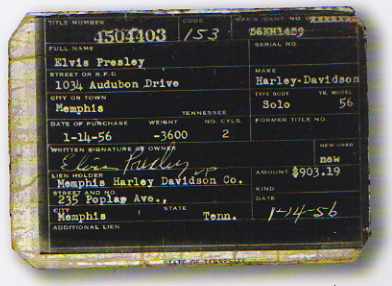 TITLE NUMBER CODE
4504403 153 56KH1459
FULL NAME SERIAL NO.
Elvis Presley
STREET OR R.F.D. MAKE
1034 Audubon Drive Harley-Davidson
CITY OR TOWN TYPE BODY YR. MODEL
Memphis TENNESSEE Solo 56
DATE OF PURCHASE WEIGHT NO. CYLS. FORMER TITLE NO.
1-14-56 -3600 2
WRITTEN SIGNATURE OF OWNER NEW USED
Elvis Presley new
LIEN HOLDER AMOUNT $903.19
Memphis Harley Davidson Co.
STREET AND NO. KIND
235 Poplar Ave.,
CITY STATE DATE
Memphis Tenn. 1-14-56
ADDITIONAL LIEN
STATE OF TENNESSEE